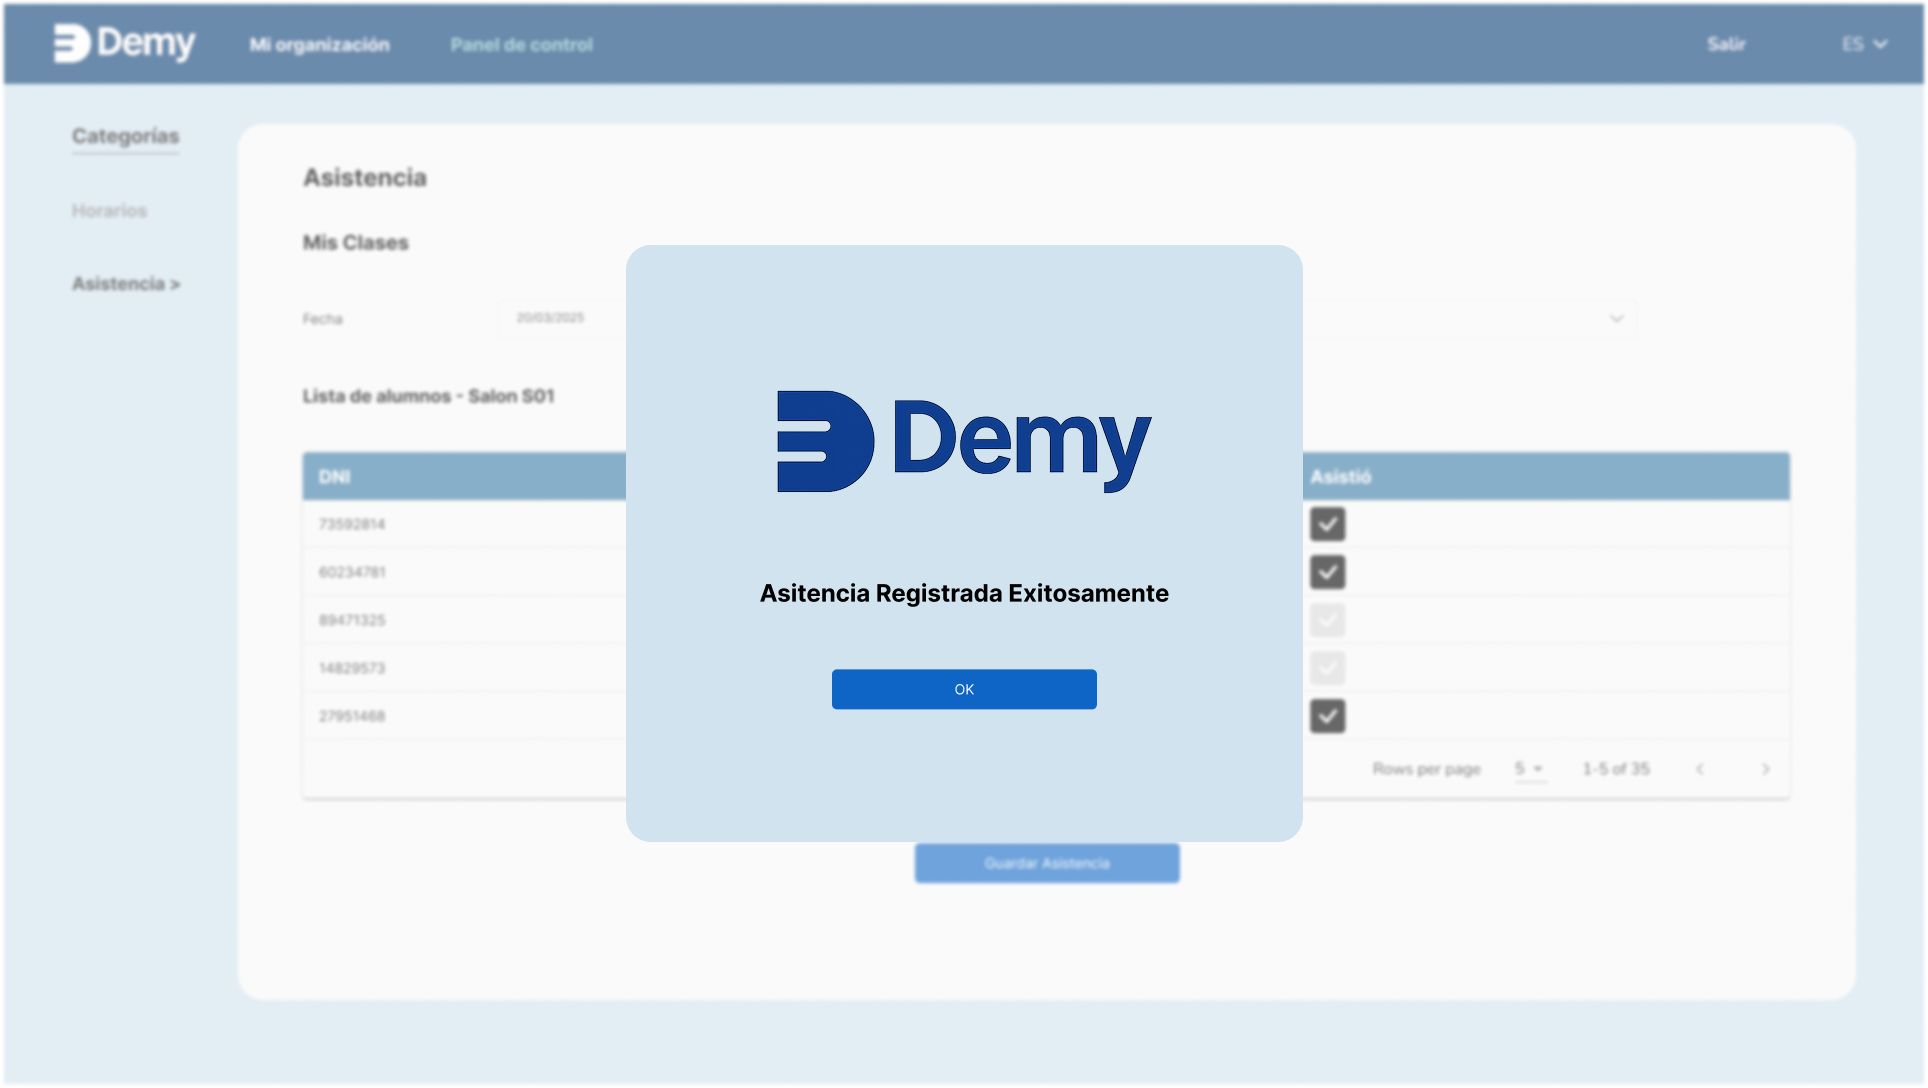 Demy Mi organización Panel de control Salir ES
Categorías
Horarios
Asistencia >
Asistencia
Mis Clases
Fecha 20/03/2025
Lista de alumnos - Salon S01
DNI Asistió
73592814
60234781
89471325
14829573
27951468
Rows per page 5 1-5 of 35
Demy
Asitencia Registrada Exitosamente
OK
Guardar Asistencia